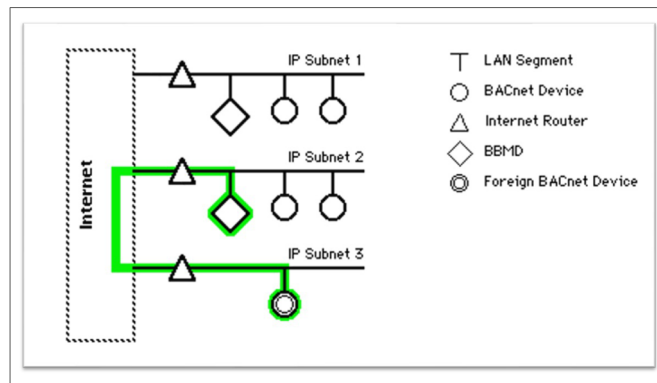 IP Subnet 1
IP Subnet 2
IP Subnet 3
Internet
LAN Segment
BACnet Device
Internet Router
BBMD
Foreign BACnet Device